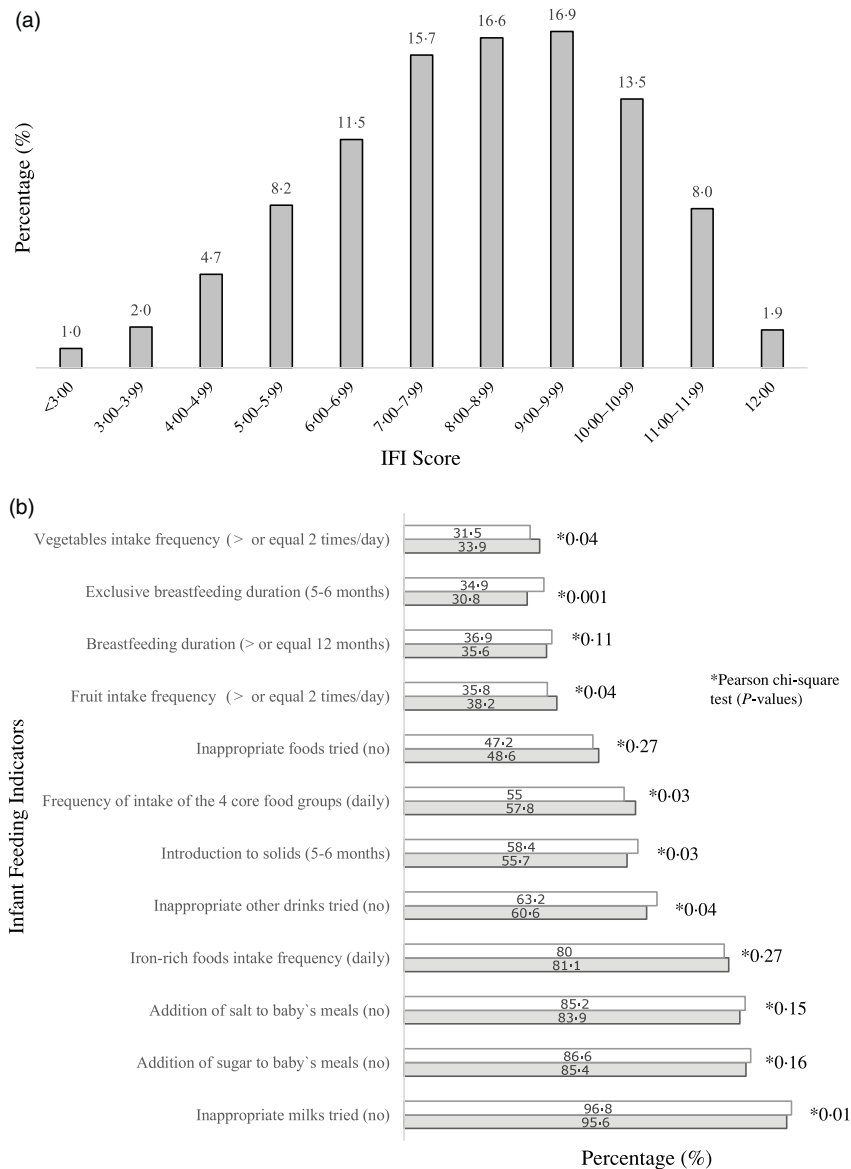 (a)
Percentage (%)
1·0
2·0
4·7
8·2
11·5
15·7
16·6
16·9
13·5
8·0
1·9
<3·00
3·00–3·99
4·00–4·99
5·00–5·99
6·00–6·99
7·00–7·99
8·00–8·99
9·00–9·99
10·00–10·99
11·00–11·99
12·00
IFI Score
(b)
Infant Feeding Indicators
Vegetables intake frequency (> or equal 2 times/day)
31·5
33·9
*0·04
Exclusive breastfeeding duration (5-6 months)
34·9
30·8
*0·001
Breastfeeding duration (> or equal 12 months)
36·9
35·6
*0·11
Fruit intake frequency (> or equal 2 times/day)
35·8
38·2
*0·04
*Pearson chi-square
test (P-values)
Inappropriate foods tried (no)
47·2
48·6
*0·27
Frequency of intake of the 4 core food groups (daily)
55
57·8
*0·03
Introduction to solids (5-6 months)
58·4
55·7
*0·03
Inappropriate other drinks tried (no)
63·2
60·6
*0·04
Iron-rich foods intake frequency (daily)
80
81·1
*0·27
Addition of salt to baby`s meals (no)
85·2
83·9
*0·15
Addition of sugar to baby`s meals (no)
86·6
85·4
*0·16
Inappropriate milks tried (no)
96·8
95·6
*0·01
Percentage (%)